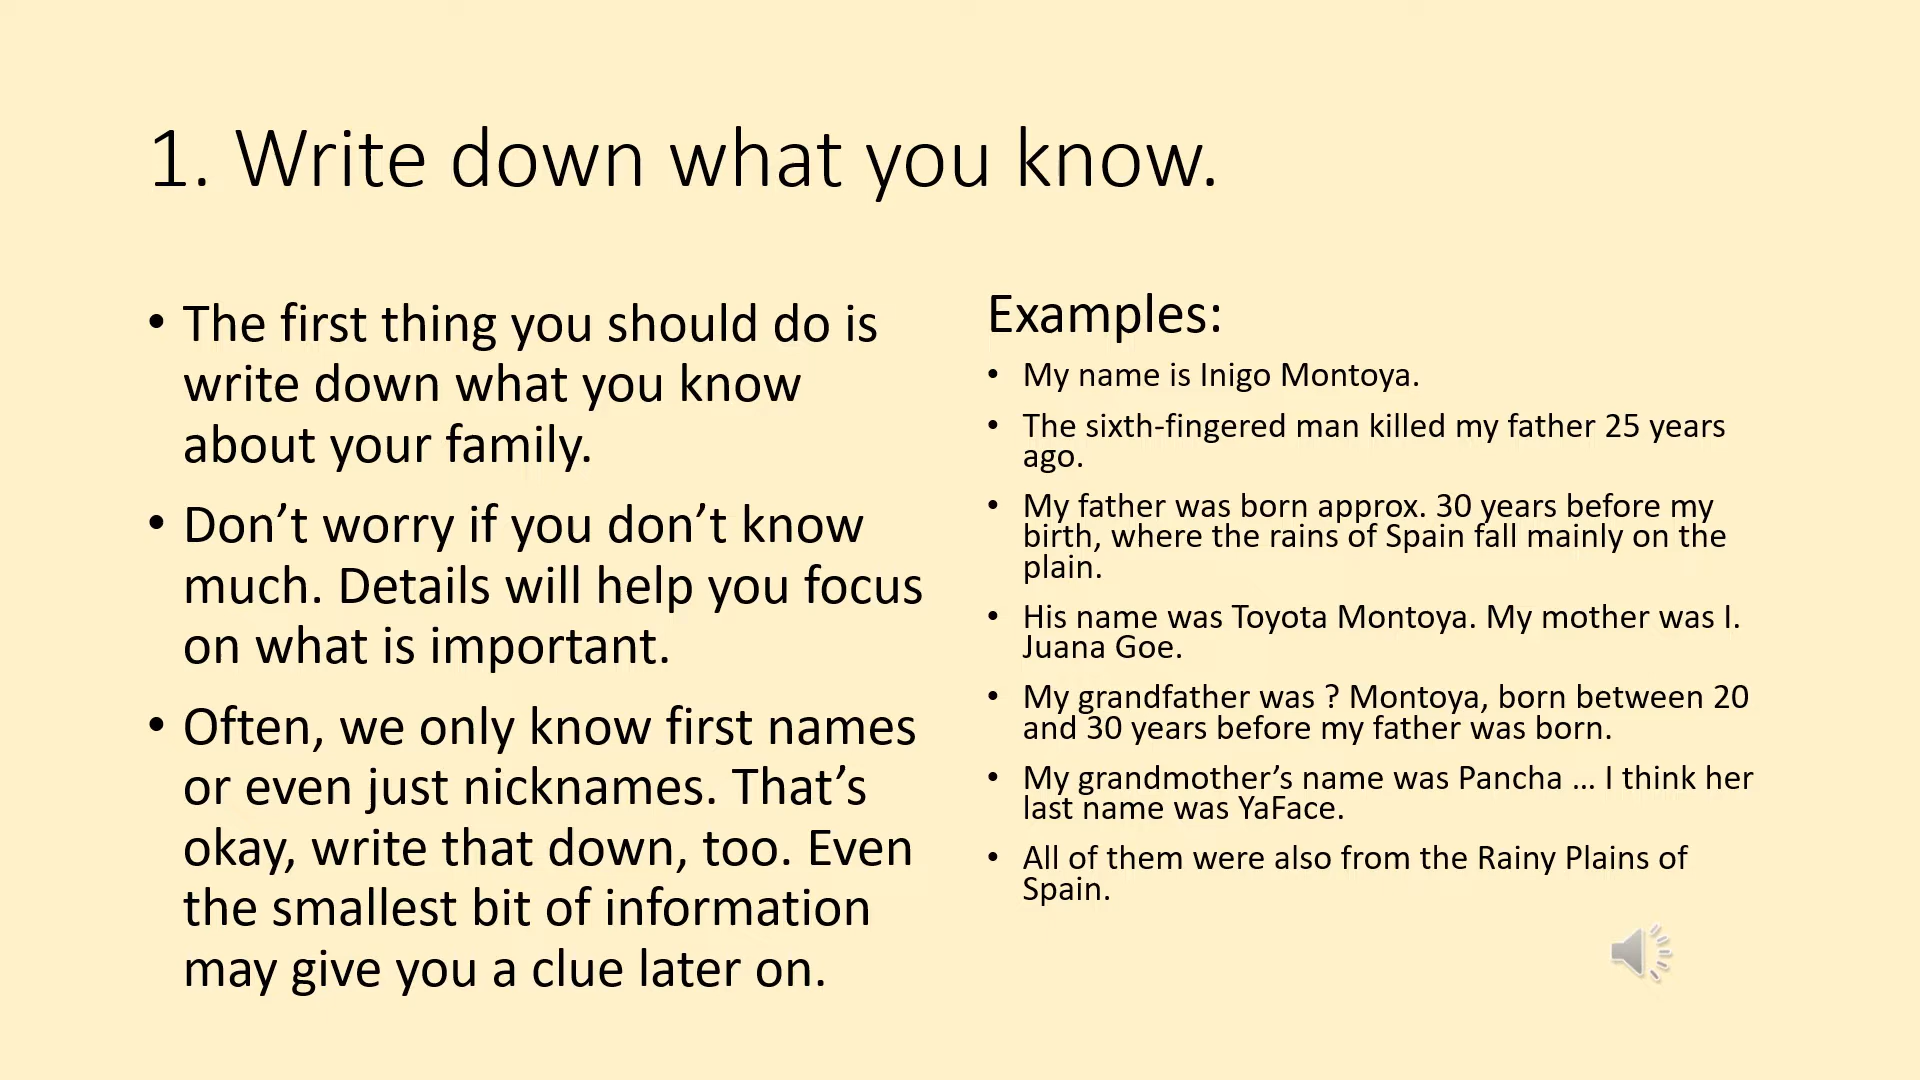 1. Write down what you know.
• The first thing you should do is
write down what you know
about your family.
• Don’t worry if you don’t know
much. Details will help you focus
on what is important.
• Often, we only know first names
or even just nicknames. That’s
okay, write that down, too. Even
the smallest bit of information
may give you a clue later on.
Examples:
• My name is Inigo Montoya.
• The sixth-fingered man killed my father 25 years
ago.
• My father was born approx. 30 years before my
birth, where the rains of Spain fall mainly on the
plain.
• His name was Toyota Montoya. My mother was I.
Juana Goe.
• My grandfather was ? Montoya, born between 20
and 30 years before my father was born.
• My grandmother’s name was Pancha … I think her
last name was YaFace.
• All of them were also from the Rainy Plains of
Spain.